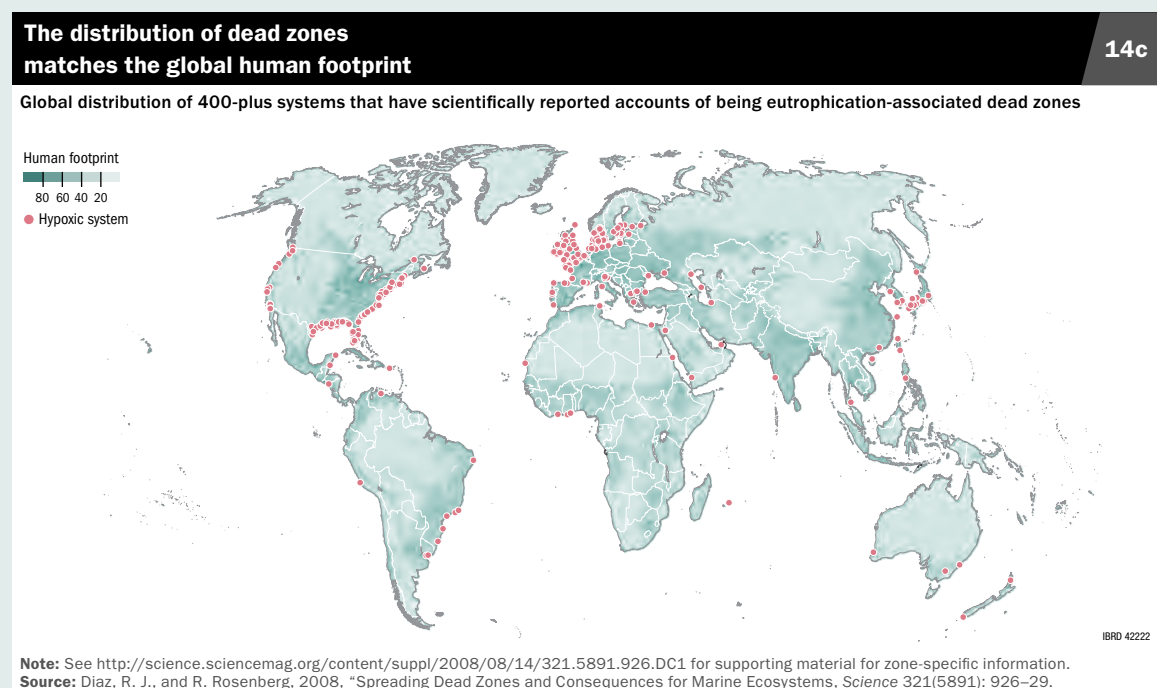 The distribution of dead zones
matches the global human footprint
14c
Global distribution of 400-plus systems that have scientifically reported accounts of being eutrophication-associated dead zones
Human footprint
80 60 40 20
Hypoxic system
IBRD 42222
Note: See http://science.sciencemag.org/content/suppl/2008/08/14/321.5891.926.DC1 for supporting material for zone-specific information.
Source: Diaz, R. J., and R. Rosenberg, 2008, “Spreading Dead Zones and Consequences for Marine Ecosystems, Science 321(5891): 926–29.